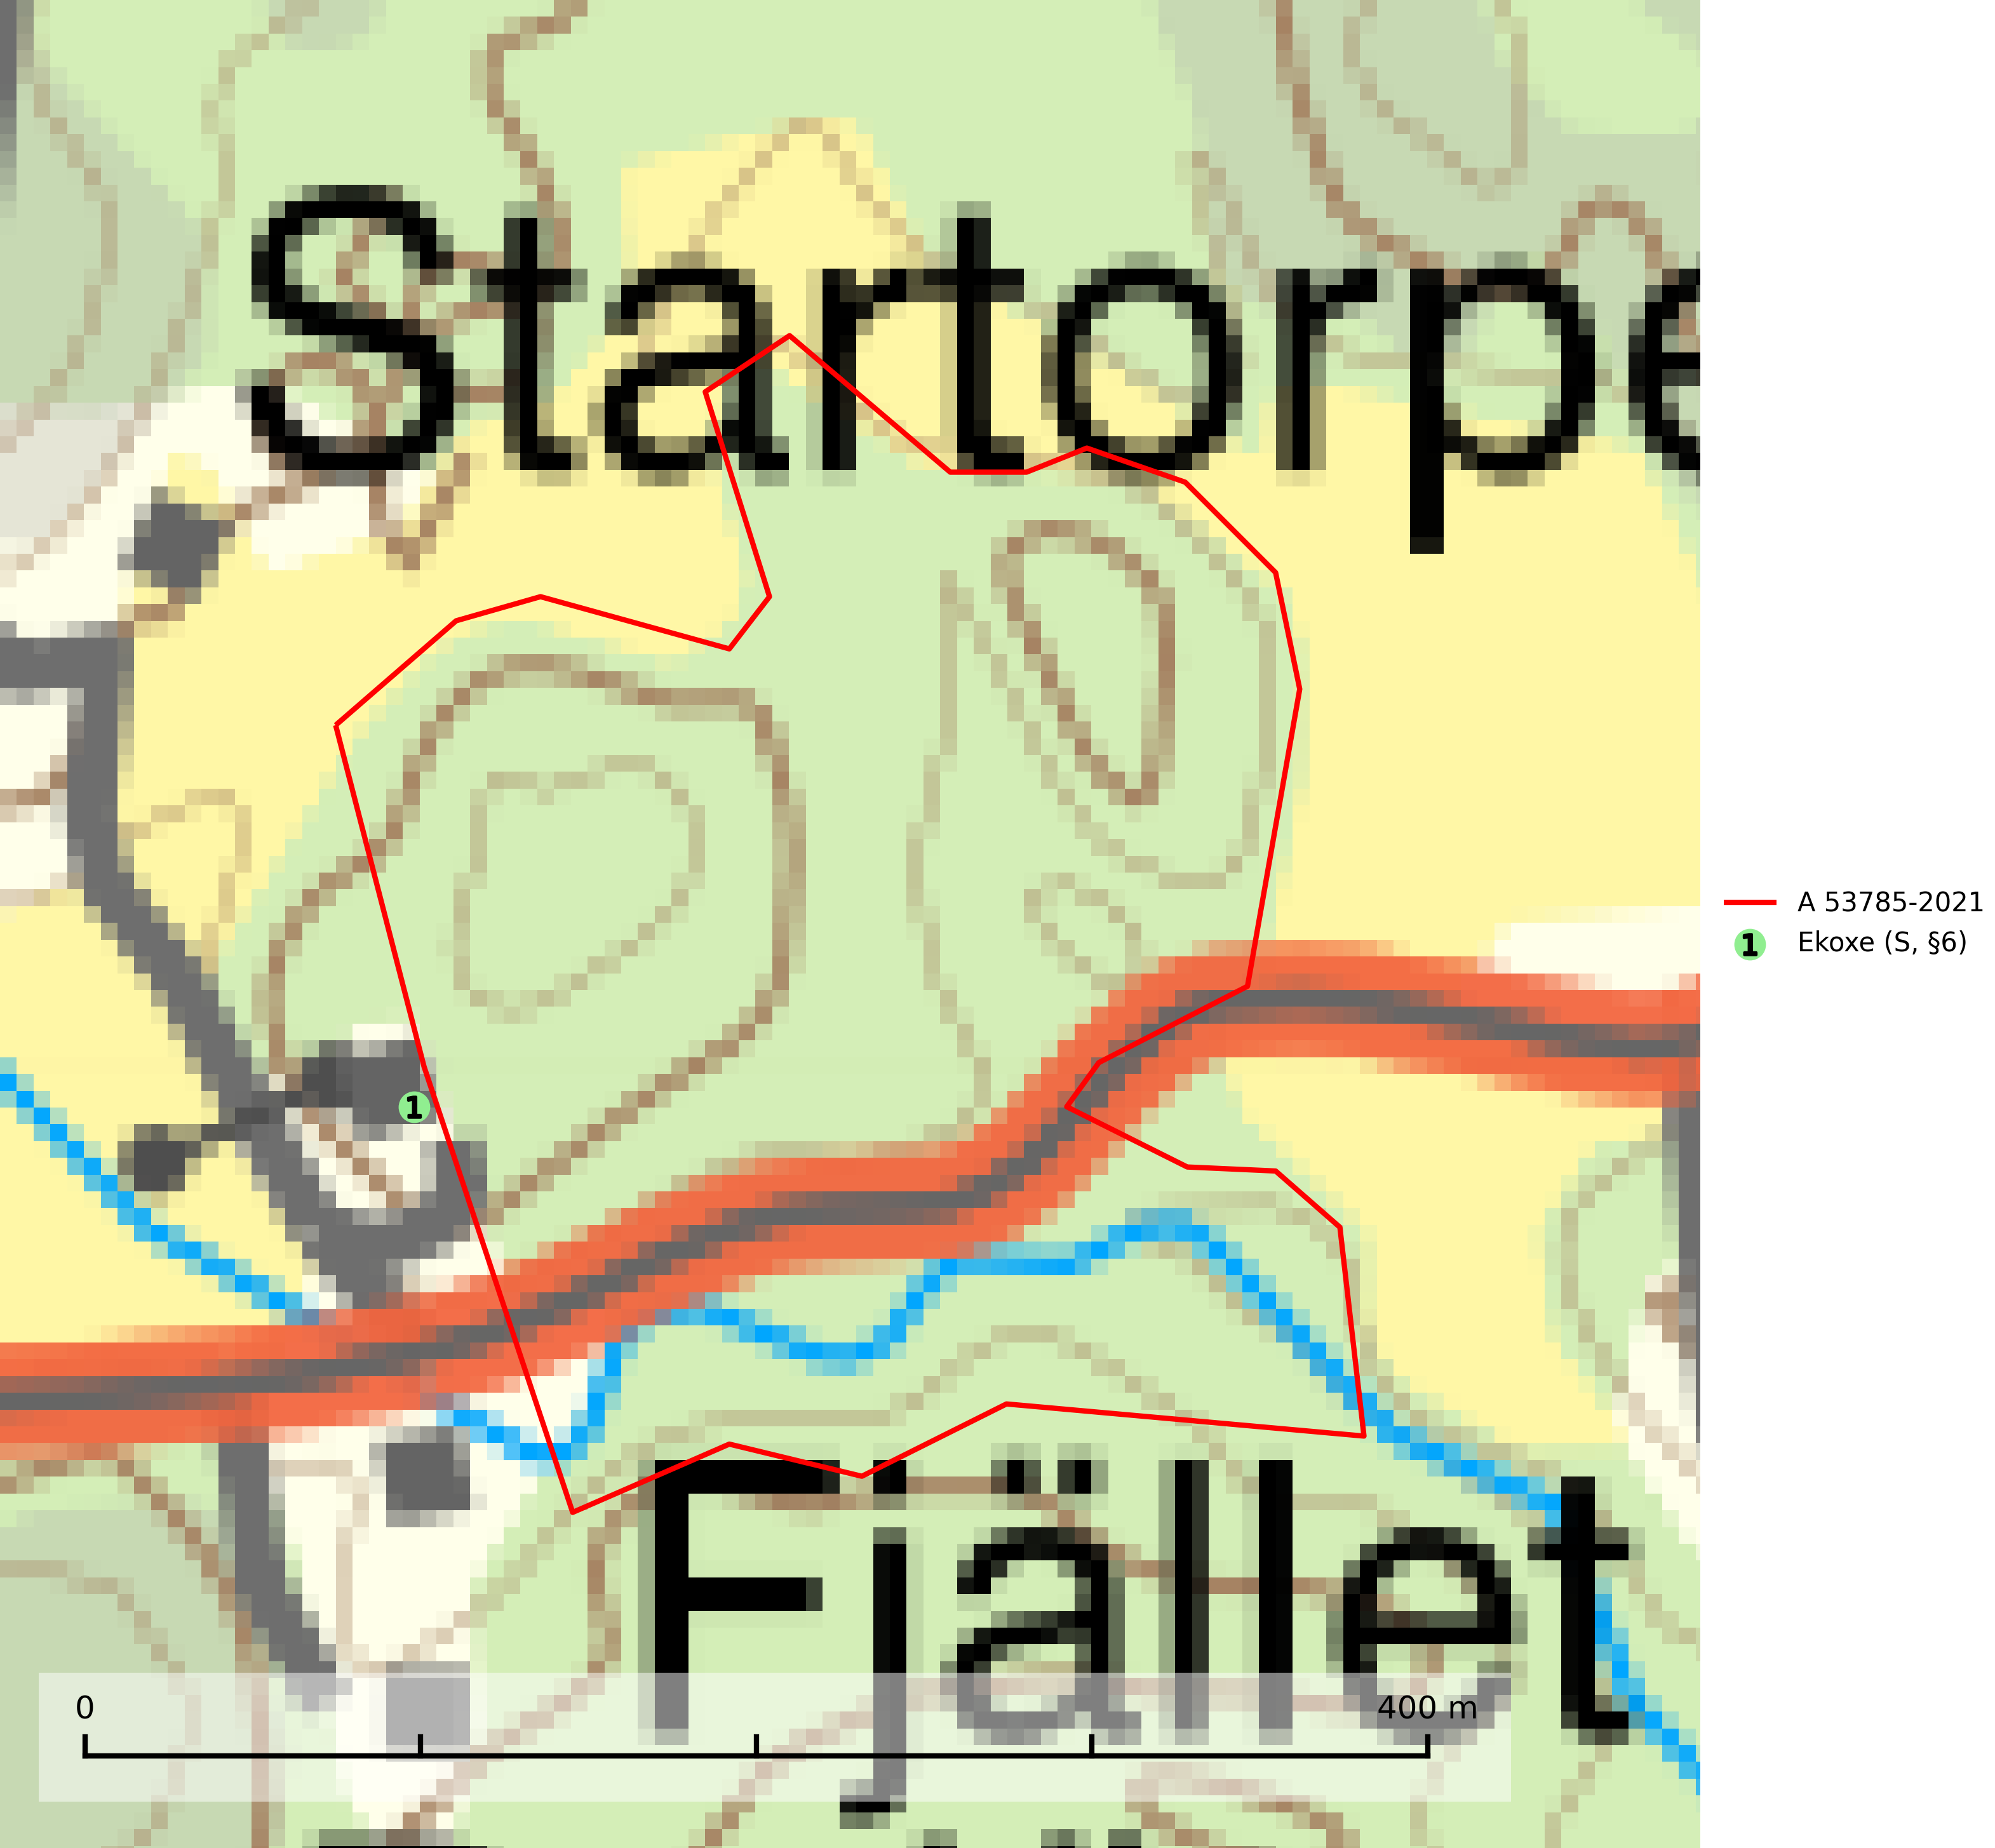 Startorpe
A 53785-2021
1 Ekoxe (S, §6)
1
Fjället
0 400 m